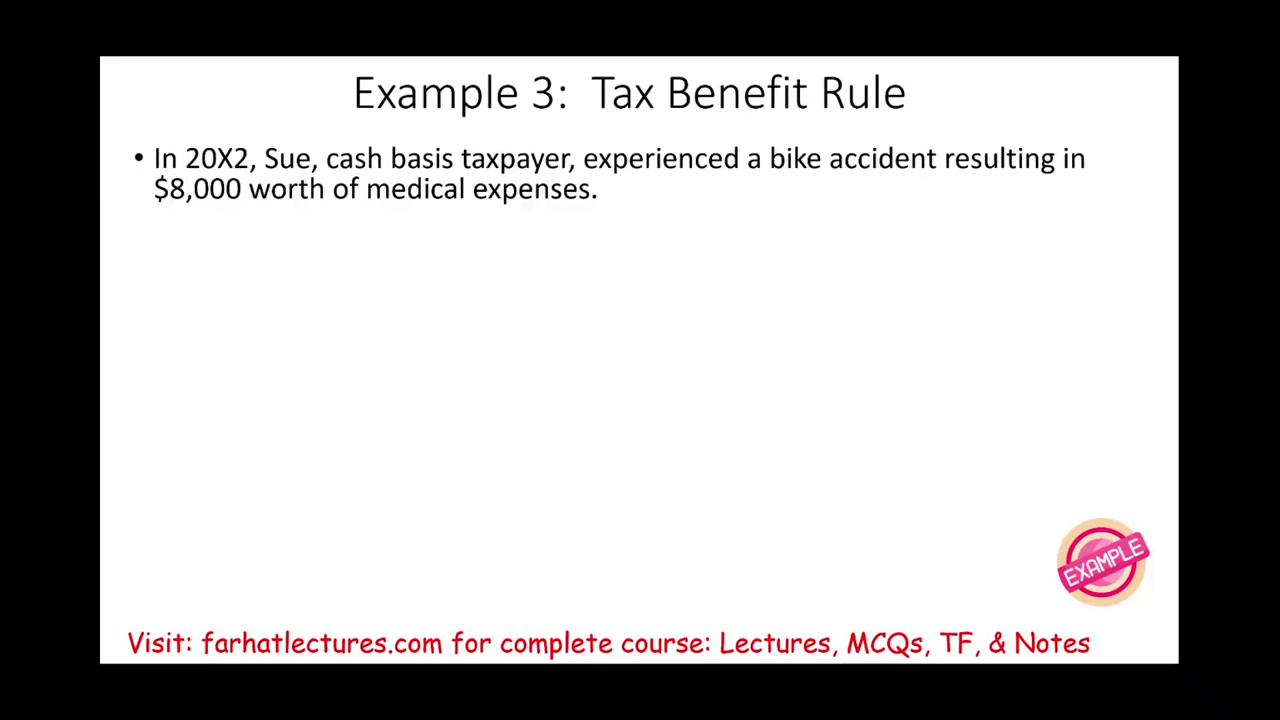 Example 3: Tax Benefit Rule
• In 20X2, Sue, cash basis taxpayer, experienced a bike accident resulting in
$8,000 worth of medical expenses.
EXAMPLE
Visit: farhatlectures.com for complete course: Lectures, MCQs, TF, & Notes